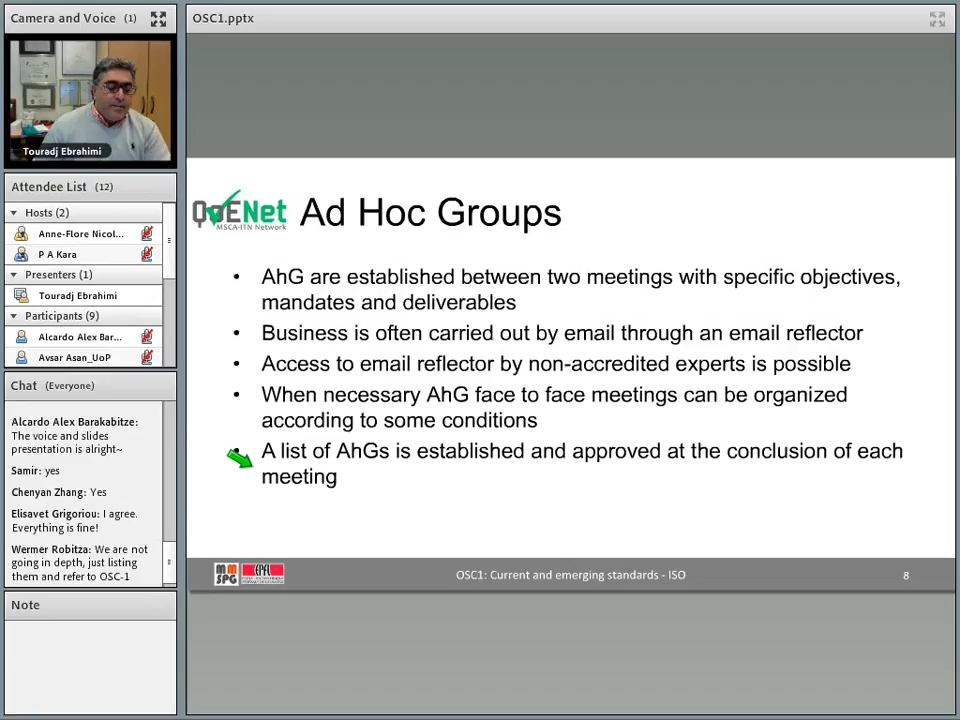 Camera and Voice (1)
Touradj Ebrahimi
Attendee List (12)
Hosts (2)
Anne-Flore Nicol...
P A Kara
Presenters (1)
Touradj Ebrahimi
Participants (9)
Alcardo Alex Bar...
Avsar Asan_UoP
Chat (Everyone)
Alcardo Alex Barakabitze:
The voice and slides
presentation is alright~
Samir: yes
Chenyan Zhang: Yes
Elisavet Grigoriou: I agree.
Everything is fine!
Wermer Robitza: We are not
going in depth, just listing
them and refer to OSC-1
Note
OSC1.pptx
QoENet
MSCA-ITN Network
Ad Hoc Groups
• AhG are established between two meetings with specific objectives,
mandates and deliverables
• Business is often carried out by email through an email reflector
• Access to email reflector by non-accredited experts is possible
• When necessary AhG face to face meetings can be organized
according to some conditions
• A list of AhGs is established and approved at the conclusion of each
meeting
MMSPG
EPFL
OSC1: Current and emerging standards - ISO
8